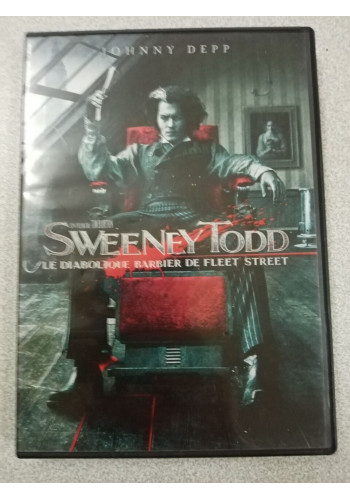 JOHNNY DEPP
SWEENEY TODD
LE DIABOLIQUE BARBIER DE FLEET STREET